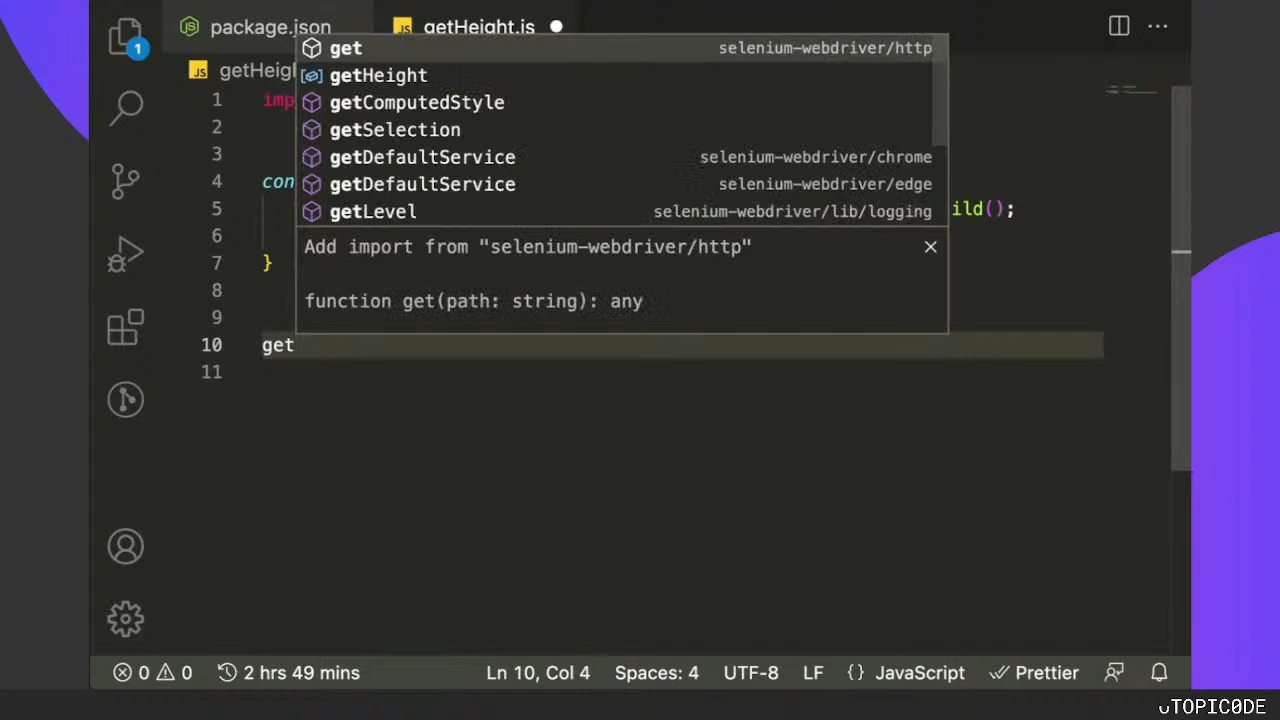 package.json getHeight.js
1
getHeigh
get selenium-webdriver/http
getHeight
getComputedStyle
getSelection
getDefaultService selenium-webdriver/chrome
getDefaultService selenium-webdriver/edge
getLevel selenium-webdriver/lib/logging
Add import from "selenium-webdriver/http"
function get(path: string): any
1 imp
2
3
4 con
5 ild();
6
7 }
8
9
10 get
11
0 0 2 hrs 49 mins Ln 10, Col 4 Spaces: 4 UTF-8 LF {} JavaScript Prettier